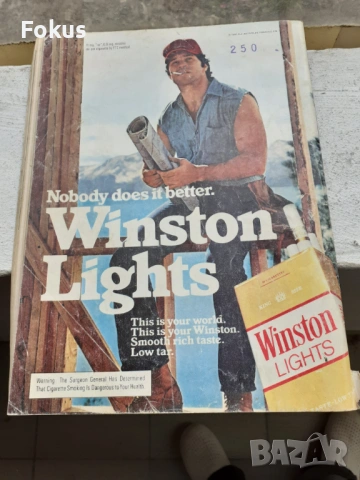 Fokus
250
Nobody does it better.
Winston
Lights
This is your world.
This is your Winston.
Smooth rich taste.
Low tar.
Winston
LIGHTS
Warning: The Surgeon General Has Determined
That Cigarette Smoking Is Dangerous to Your Health.
BAZAR